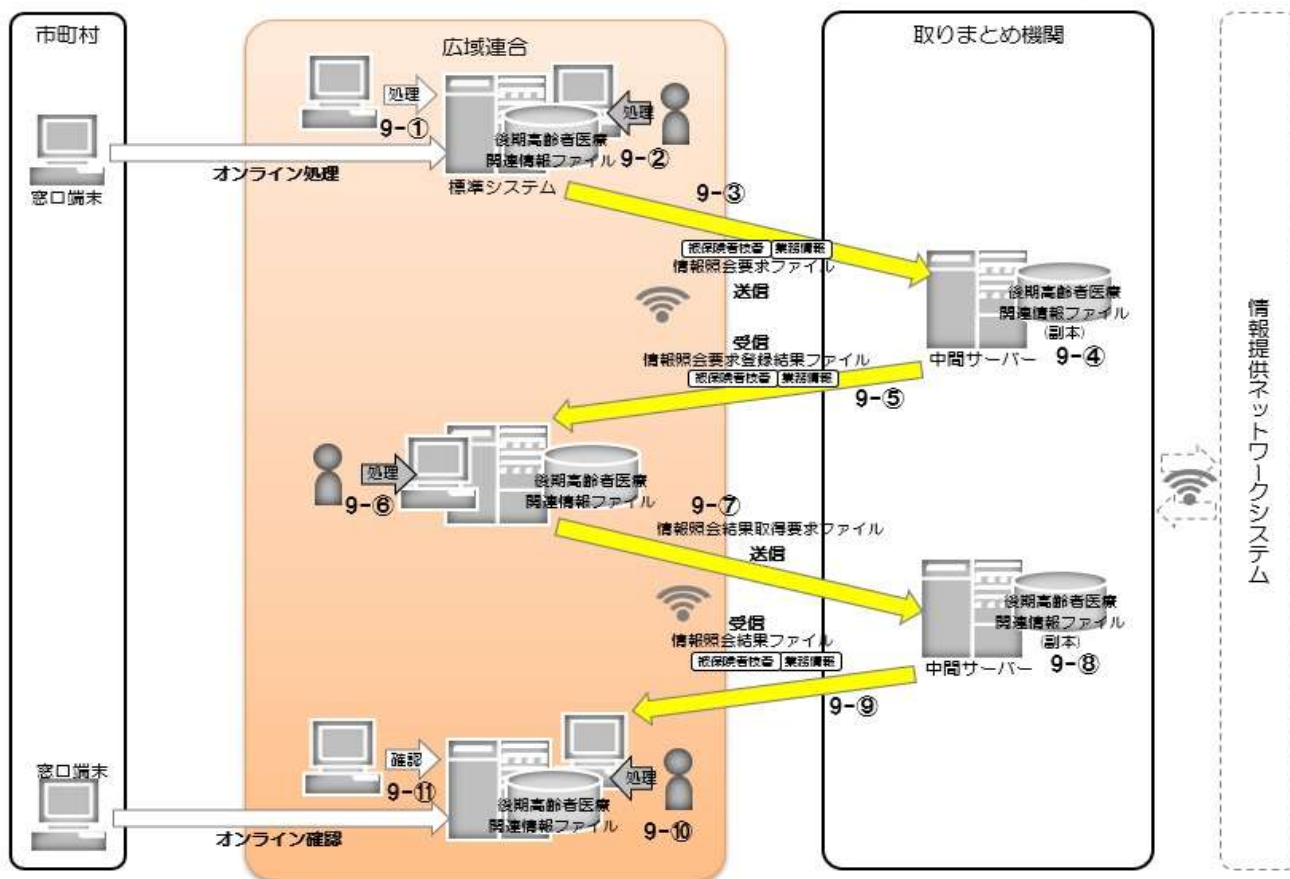 市町村
広域連合
取りまとめ機関
処理
9-①
処理
後期高齢者医療
関連情報ファイル
9-②
標準システム
窓口端末
オンライン処理
9-③
被保険者枝番
業務情報
情報照会要求ファイル
送信
後期高齢者医療
関連情報ファイル
(副本)
中間サーバー
9-④
受信
情報照会要求登録結果ファイル
被保険者枝番
業務情報
9-⑤
情報提供ネットワークシステム
処理
9-⑥
後期高齢者医療
関連情報ファイル
9-⑦
情報照会結果取得要求ファイル
送信
後期高齢者医療
関連情報ファイル
(副本)
中間サーバー
9-⑧
受信
情報照会結果ファイル
被保険者枝番
業務情報
9-⑨
窓口端末
確認
9-⑪
処理
後期高齢者医療
関連情報ファイル
9-⑩
オンライン確認